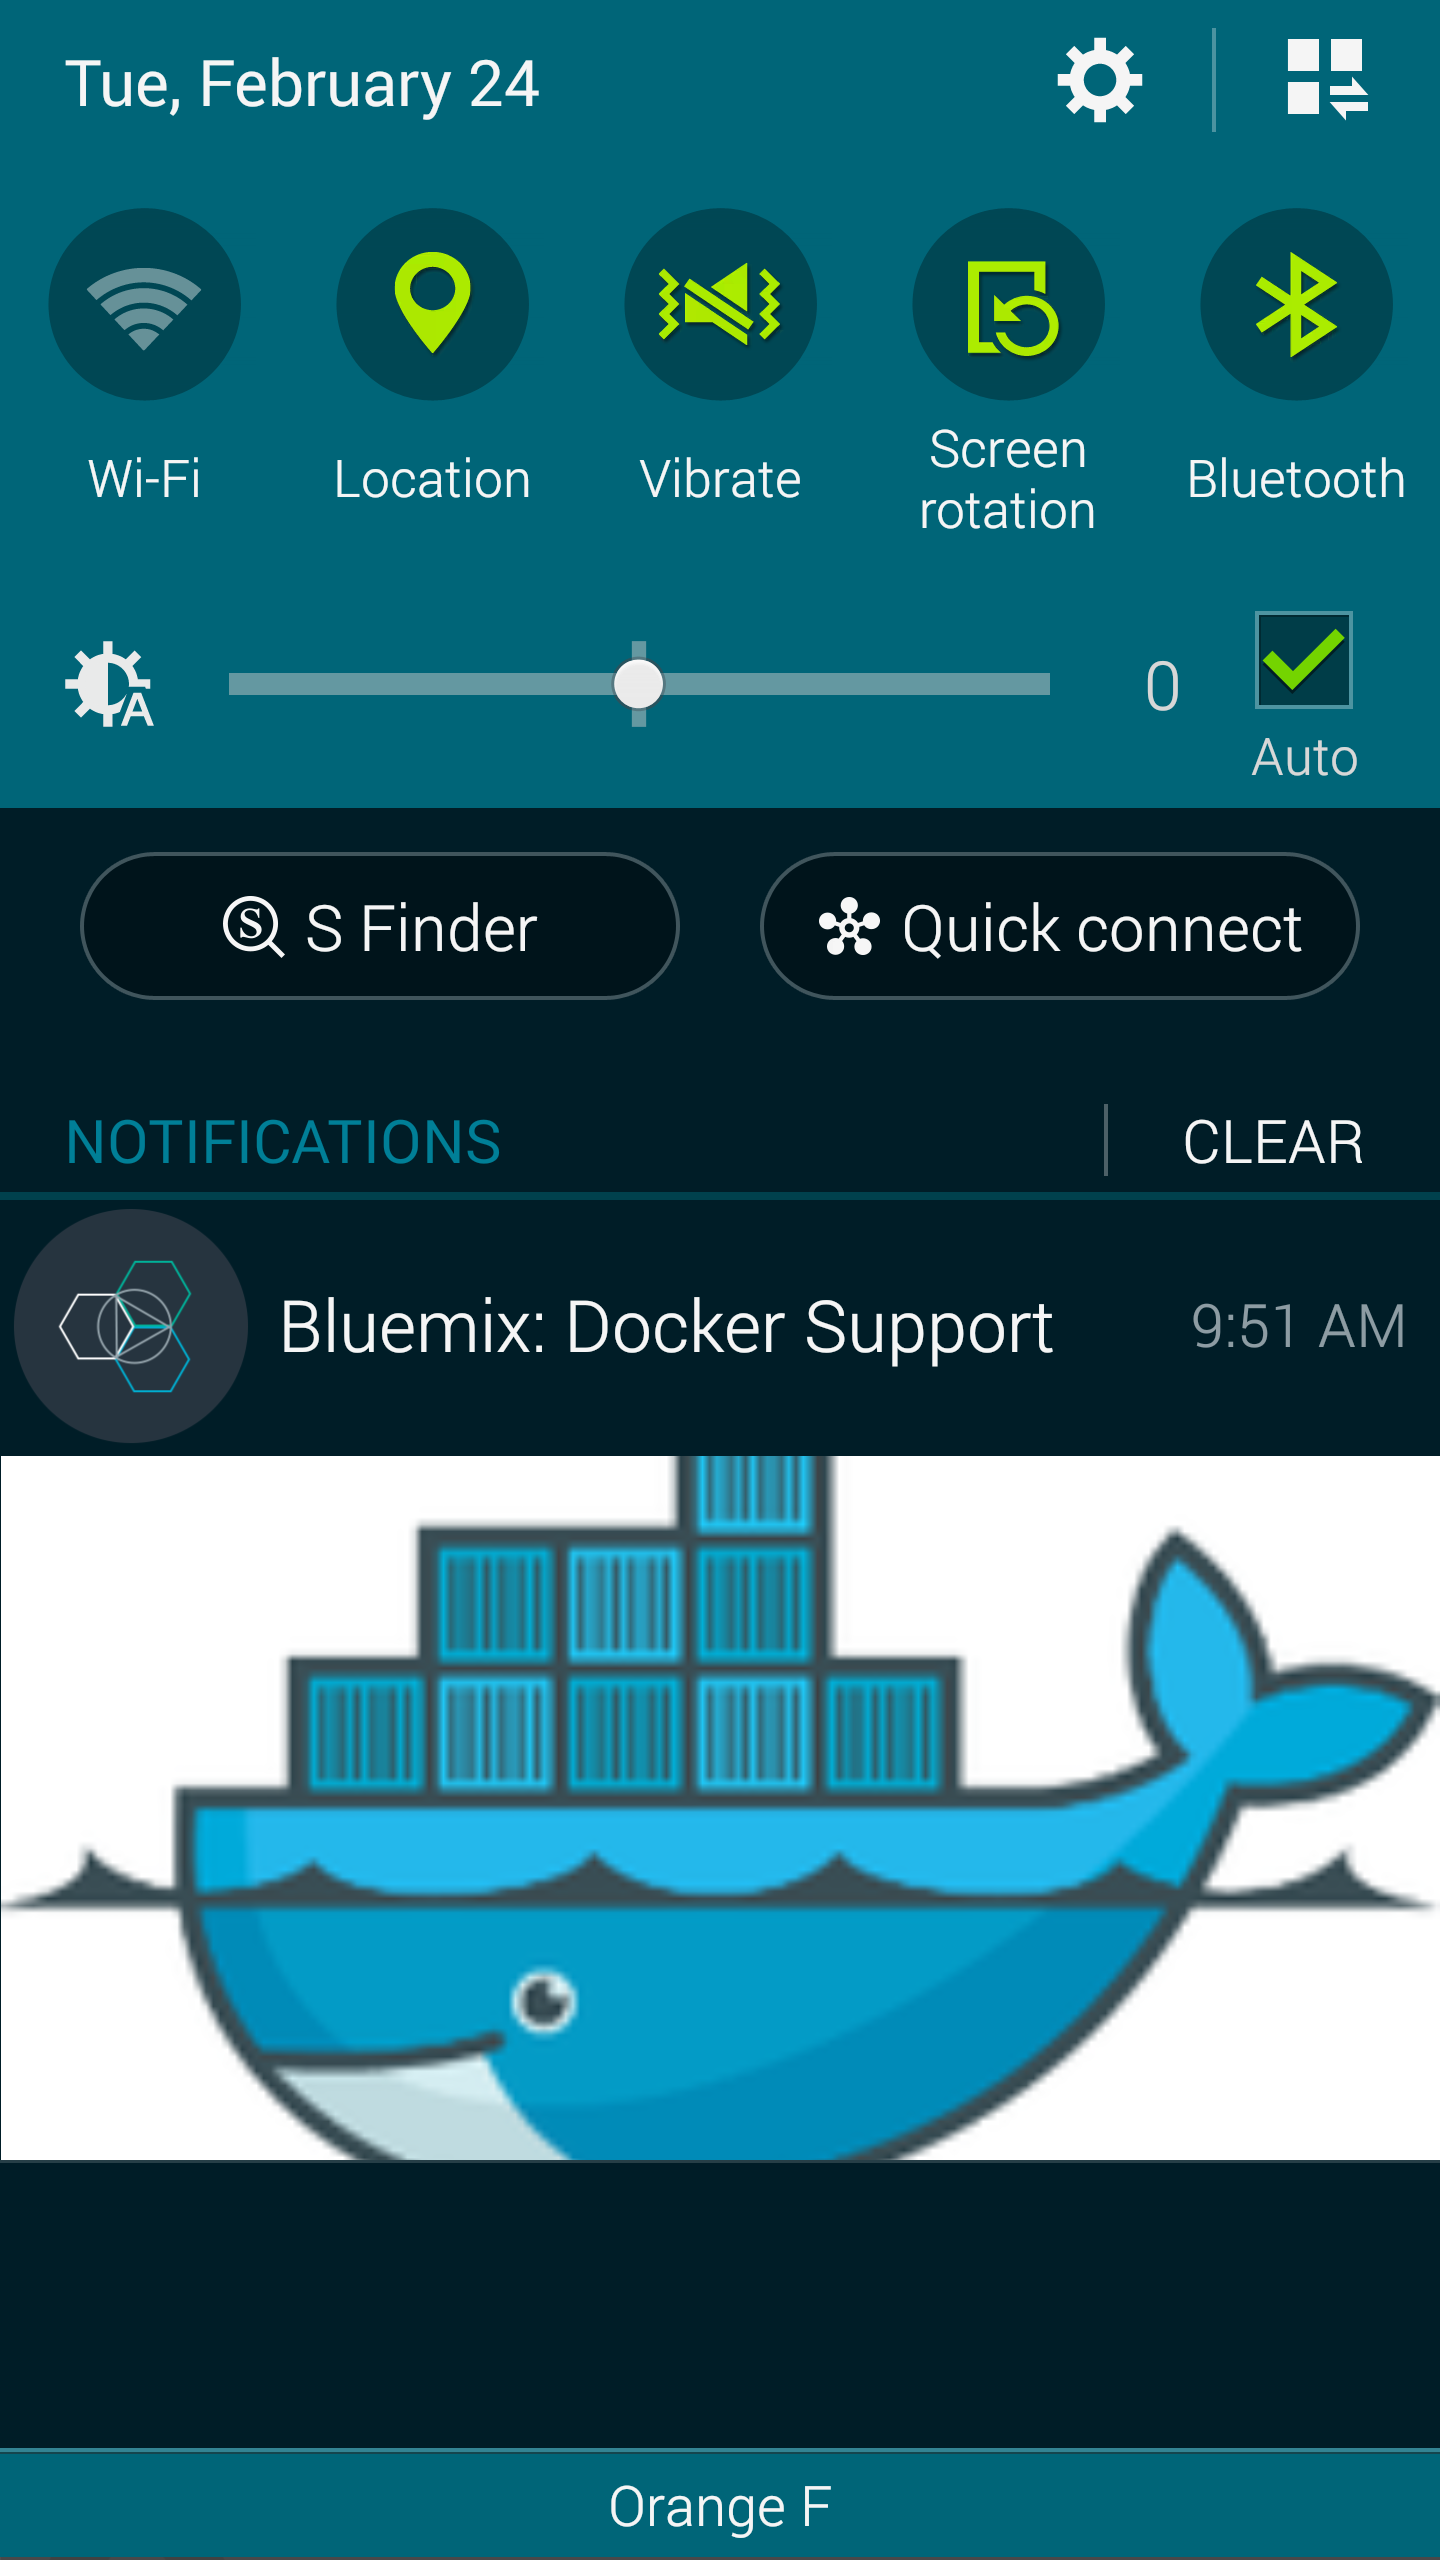 Tue, February 24
Wi-Fi
Location
Vibrate
Screen
rotation
Bluetooth
A
0
Auto
S
S Finder
Quick connect
NOTIFICATIONS
CLEAR
Bluemix: Docker Support
9:51 AM
Orange F